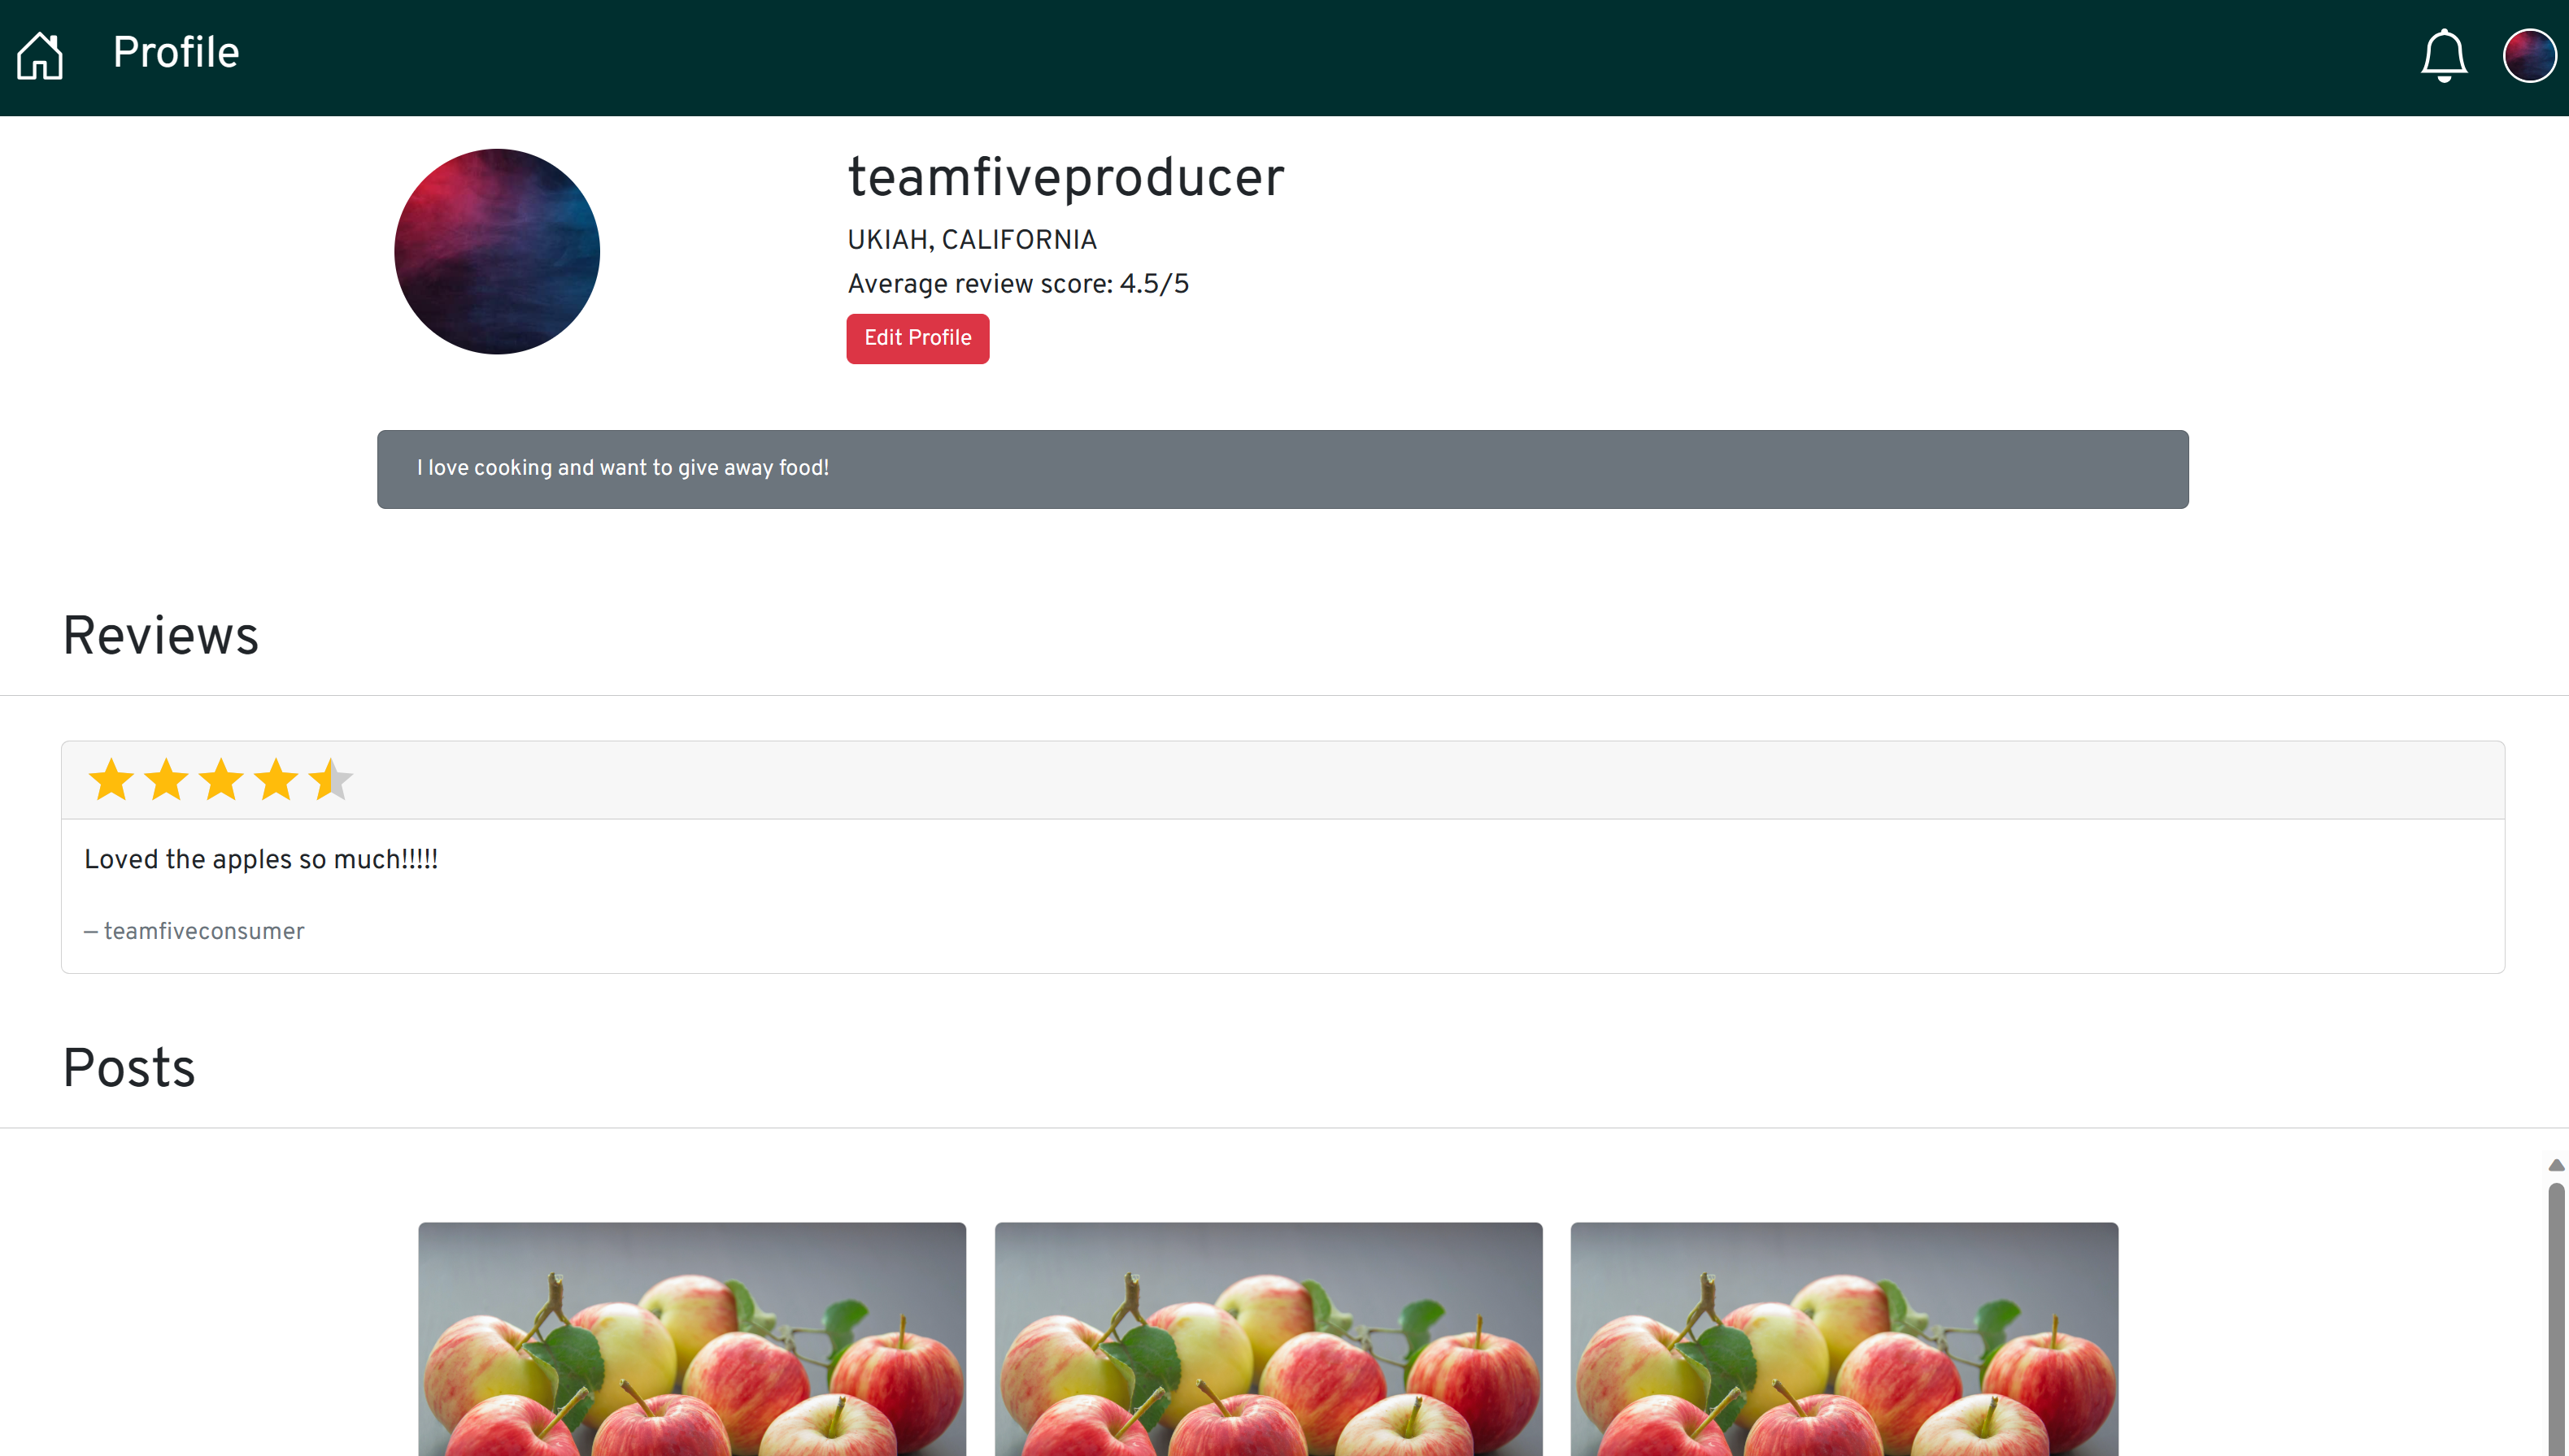 Profile
teamfiveproducer
UKIAH, CALIFORNIA
Average review score: 4.5/5
Edit Profile
I love cooking and want to give away food!
Reviews
Loved the apples so much!!!!!
— teamfiveconsumer
Posts